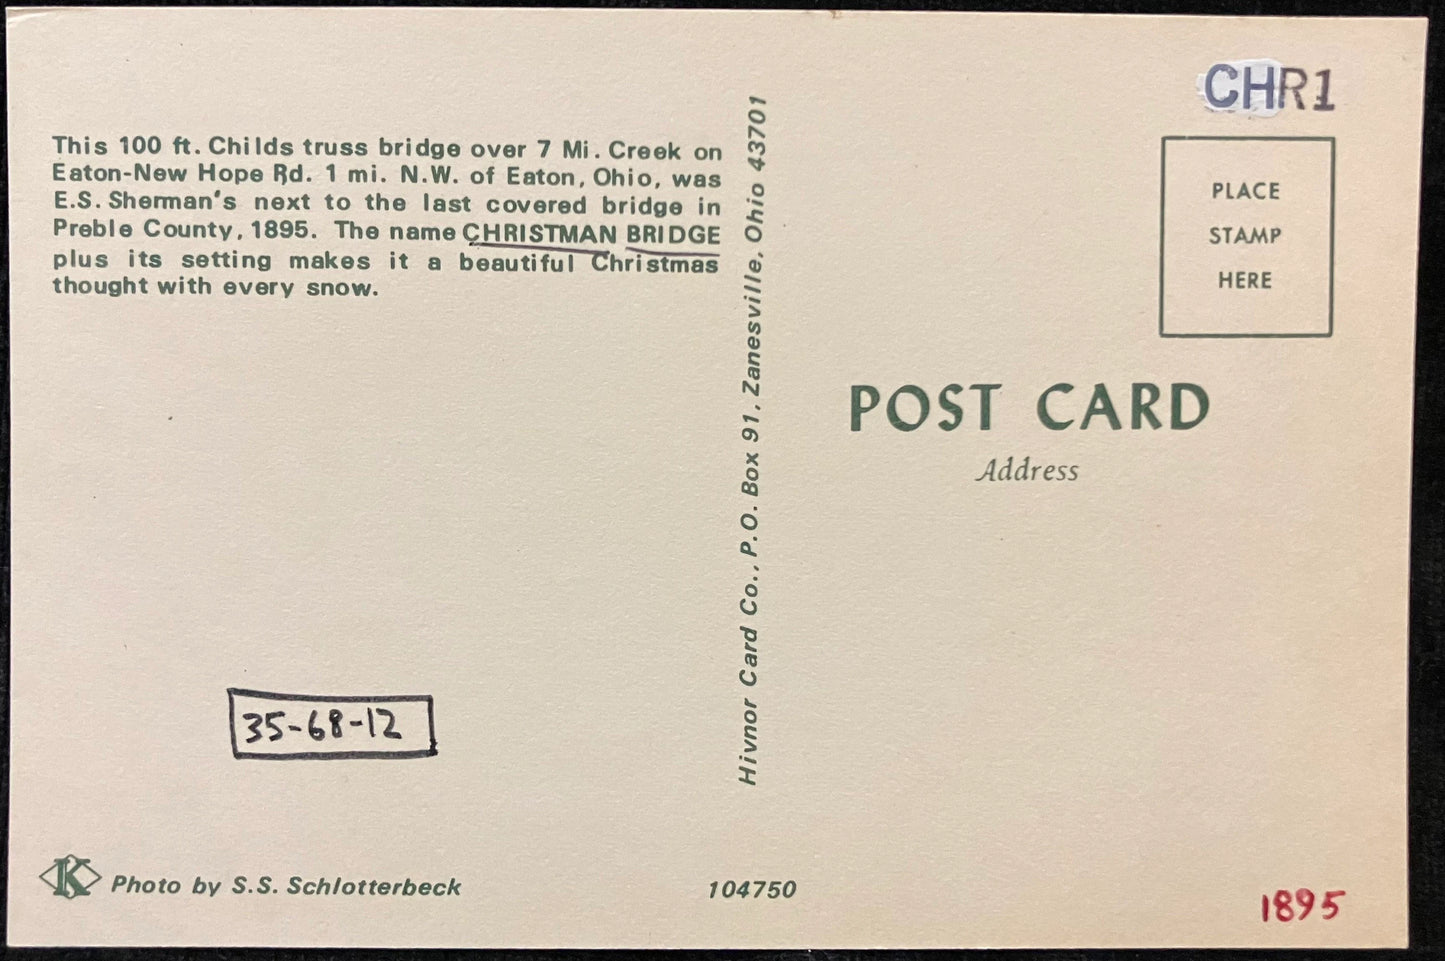 CHR1
This 100 ft. Childs truss bridge over 7 Mi. Creek on
Eaton-New Hope Rd. 1 mi. N.W. of Eaton, Ohio, was
E.S. Sherman's next to the last covered bridge in
Preble County, 1895. The name CHRISTMAN BRIDGE
plus its setting makes it a beautiful Christmas
thought with every snow.
Hivnor Card Co., P.O. Box 91, Zanesville, Ohio 43701
PLACE
STAMP
HERE
POST CARD
Address
35-68-12
K Photo by S.S. Schlotterbeck
104750
1895